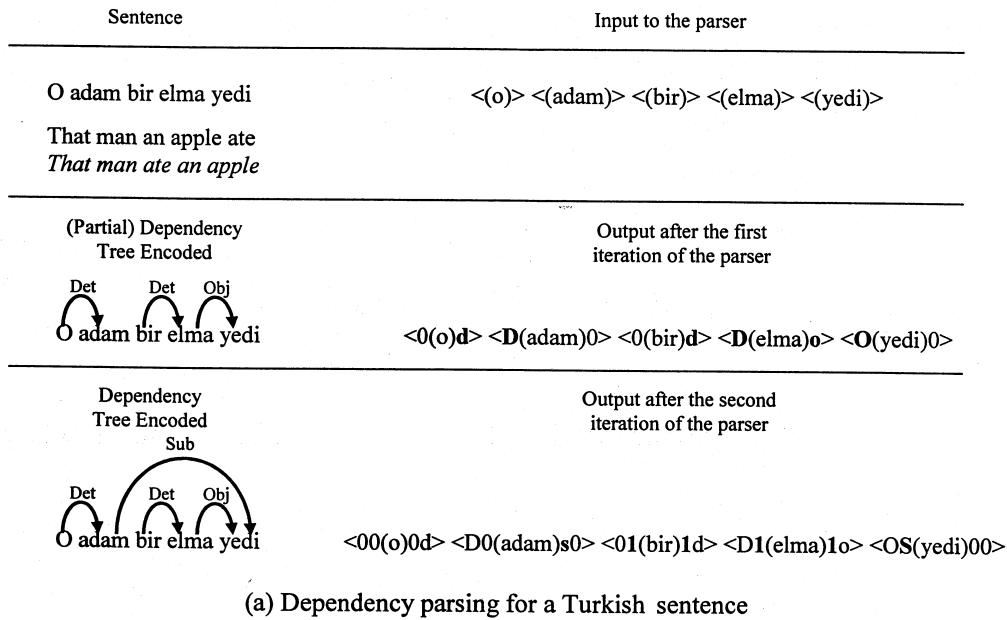 Sentence
Input to the parser
O adam bir elma yedi
<(o)> <(adam)> <(bir)> <(elma)> <(yedi)>
That man an apple ate
That man ate an apple
(Partial) Dependency
Tree Encoded
Output after the first
iteration of the parser
Det Det Obj
O adam bir elma yedi
<0(o)d> <D(adam)0> <0(bir)d> <D(elma)o> <O(yedi)0>
Dependency
Tree Encoded
Output after the second
iteration of the parser
Sub
Det Det Obj
O adam bir elma yedi
<00(o)0d> <D0(adam)s0> <01(bir)1d> <D1(elma)1o> <OS(yedi)00>
(a) Dependency parsing for a Turkish sentence